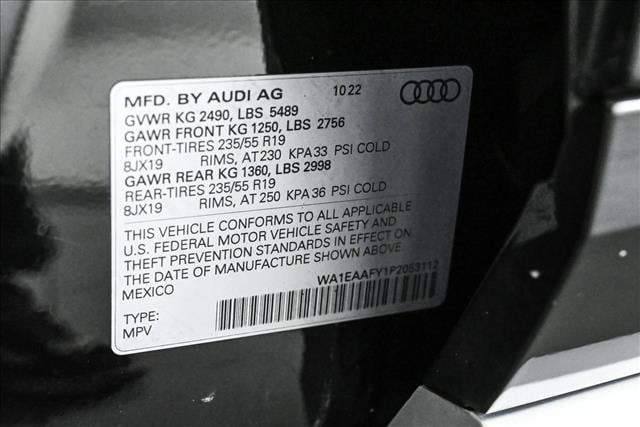 MFD. BY AUDI AG 10 22
GVWR KG 2490, LBS 5489
GAWR FRONT KG 1250, LBS 2756
FRONT-TIRES 235/55 R19
8JX19 RIMS, AT 230 KPA 33 PSI COLD
GAWR REAR KG 1360, LBS 2998
REAR-TIRES 235/55 R19
8JX19 RIMS, AT 250 KPA 36 PSI COLD
THIS VEHICLE CONFORMS TO ALL APPLICABLE
U.S. FEDERAL MOTOR VEHICLE SAFETY AND
THEFT PREVENTION STANDARDS IN EFFECT ON
THE DATE OF MANUFACTURE SHOWN ABOVE.
MEXICO
WA1EAAFY1P2053112
TYPE:
MPV